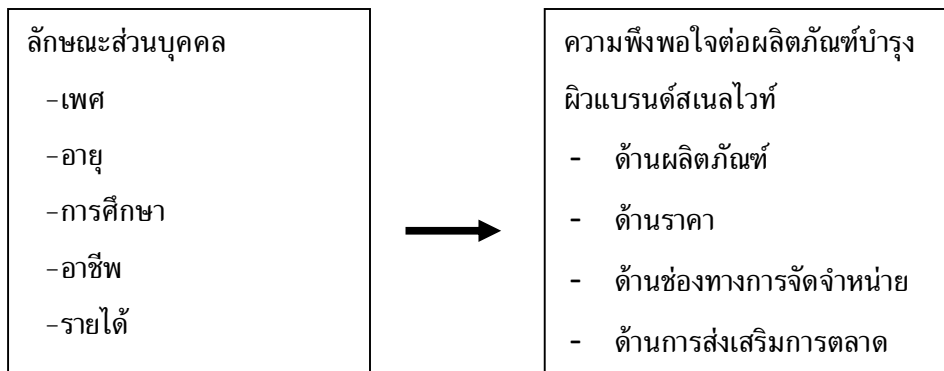 ลักษณะส่วนบุคคล
-เพศ
-อายุ
-การศึกษา
-อาชีพ
-รายได้
ความพึงพอใจต่อผลิตภัณฑ์บำรุง
ผิวแบรนด์สเนลไวท์
- ด้านผลิตภัณฑ์
- ด้านราคา
- ด้านช่องทางการจัดจำหน่าย
- ด้านการส่งเสริมการตลาด